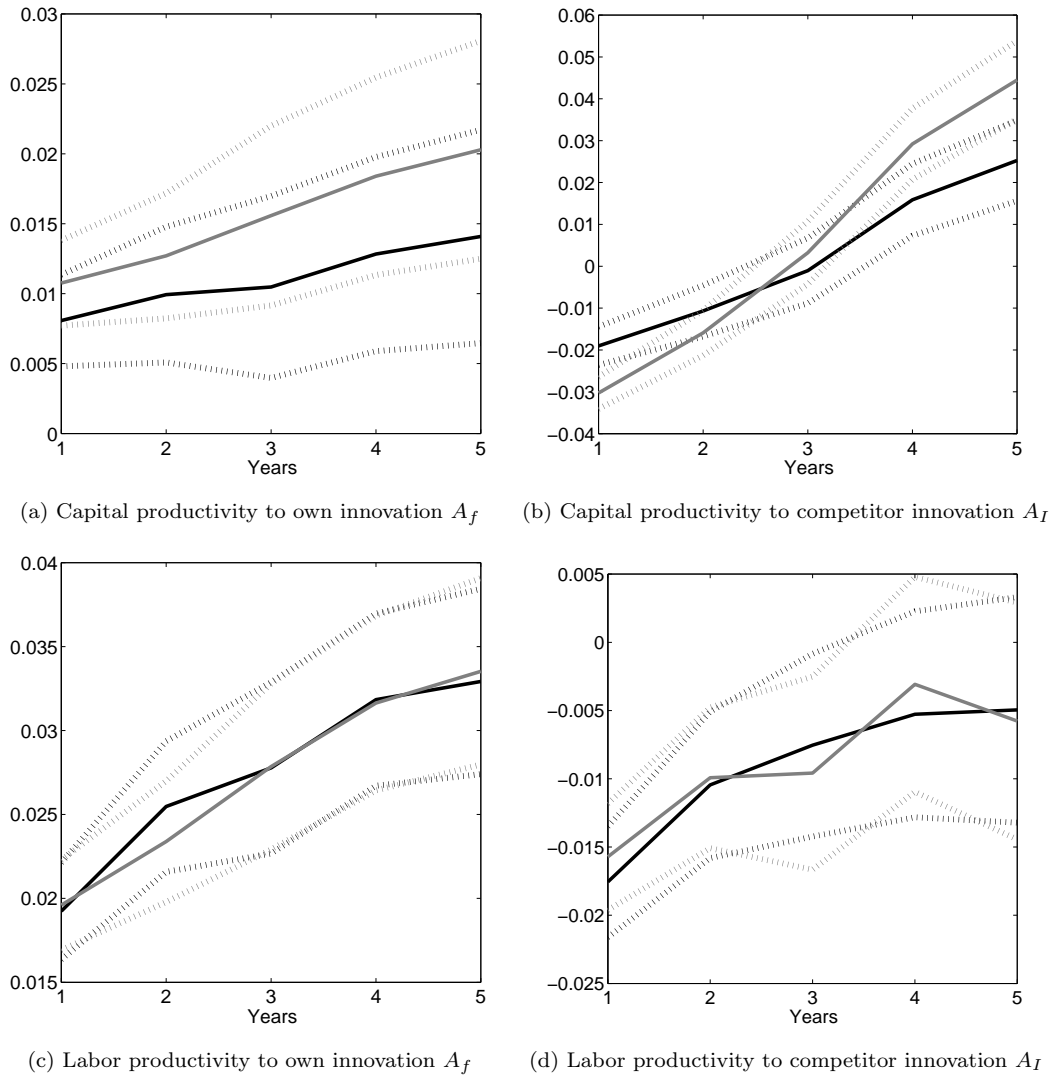 0.03
0.025
0.02
0.015
0.01
0.005
0
1 2 3 4 5
Years
(a) Capital productivity to own innovation A_f
0.06
0.05
0.04
0.03
0.02
0.01
0
−0.01
−0.02
−0.03
−0.04
1 2 3 4 5
Years
(b) Capital productivity to competitor innovation A_I
0.04
0.035
0.03
0.025
0.02
0.015
1 2 3 4 5
Years
(c) Labor productivity to own innovation A_f
0.005
0
−0.005
−0.01
−0.015
−0.02
−0.025
1 2 3 4 5
Years
(d) Labor productivity to competitor innovation A_I